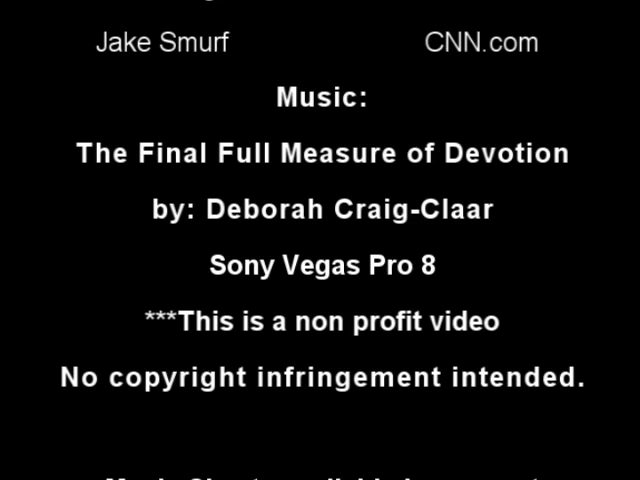 Jake Smurf CNN.com
Music:
The Final Full Measure of Devotion
by: Deborah Craig-Claar
Sony Vegas Pro 8
***This is a non profit video
No copyright infringement intended.